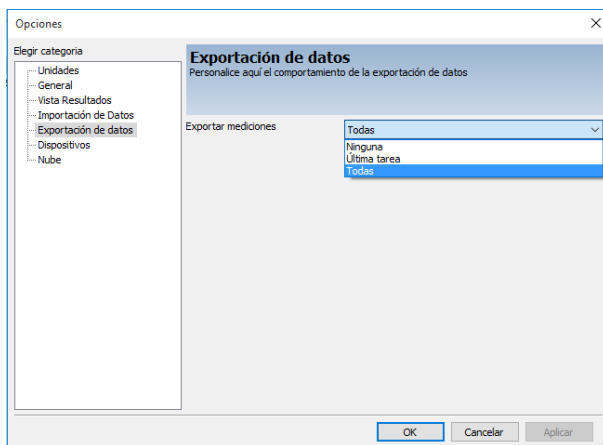 Opciones
Elegir categoria
Unidades
General
Vista Resultados
Importación de Datos
Exportación de datos
Dispositivos
Nube
Exportación de datos
Personalice aquí el comportamiento de la exportación de datos
Exportar mediciones
Todas
Ninguna
Última tarea
Todas
OK
Cancelar
Aplicar